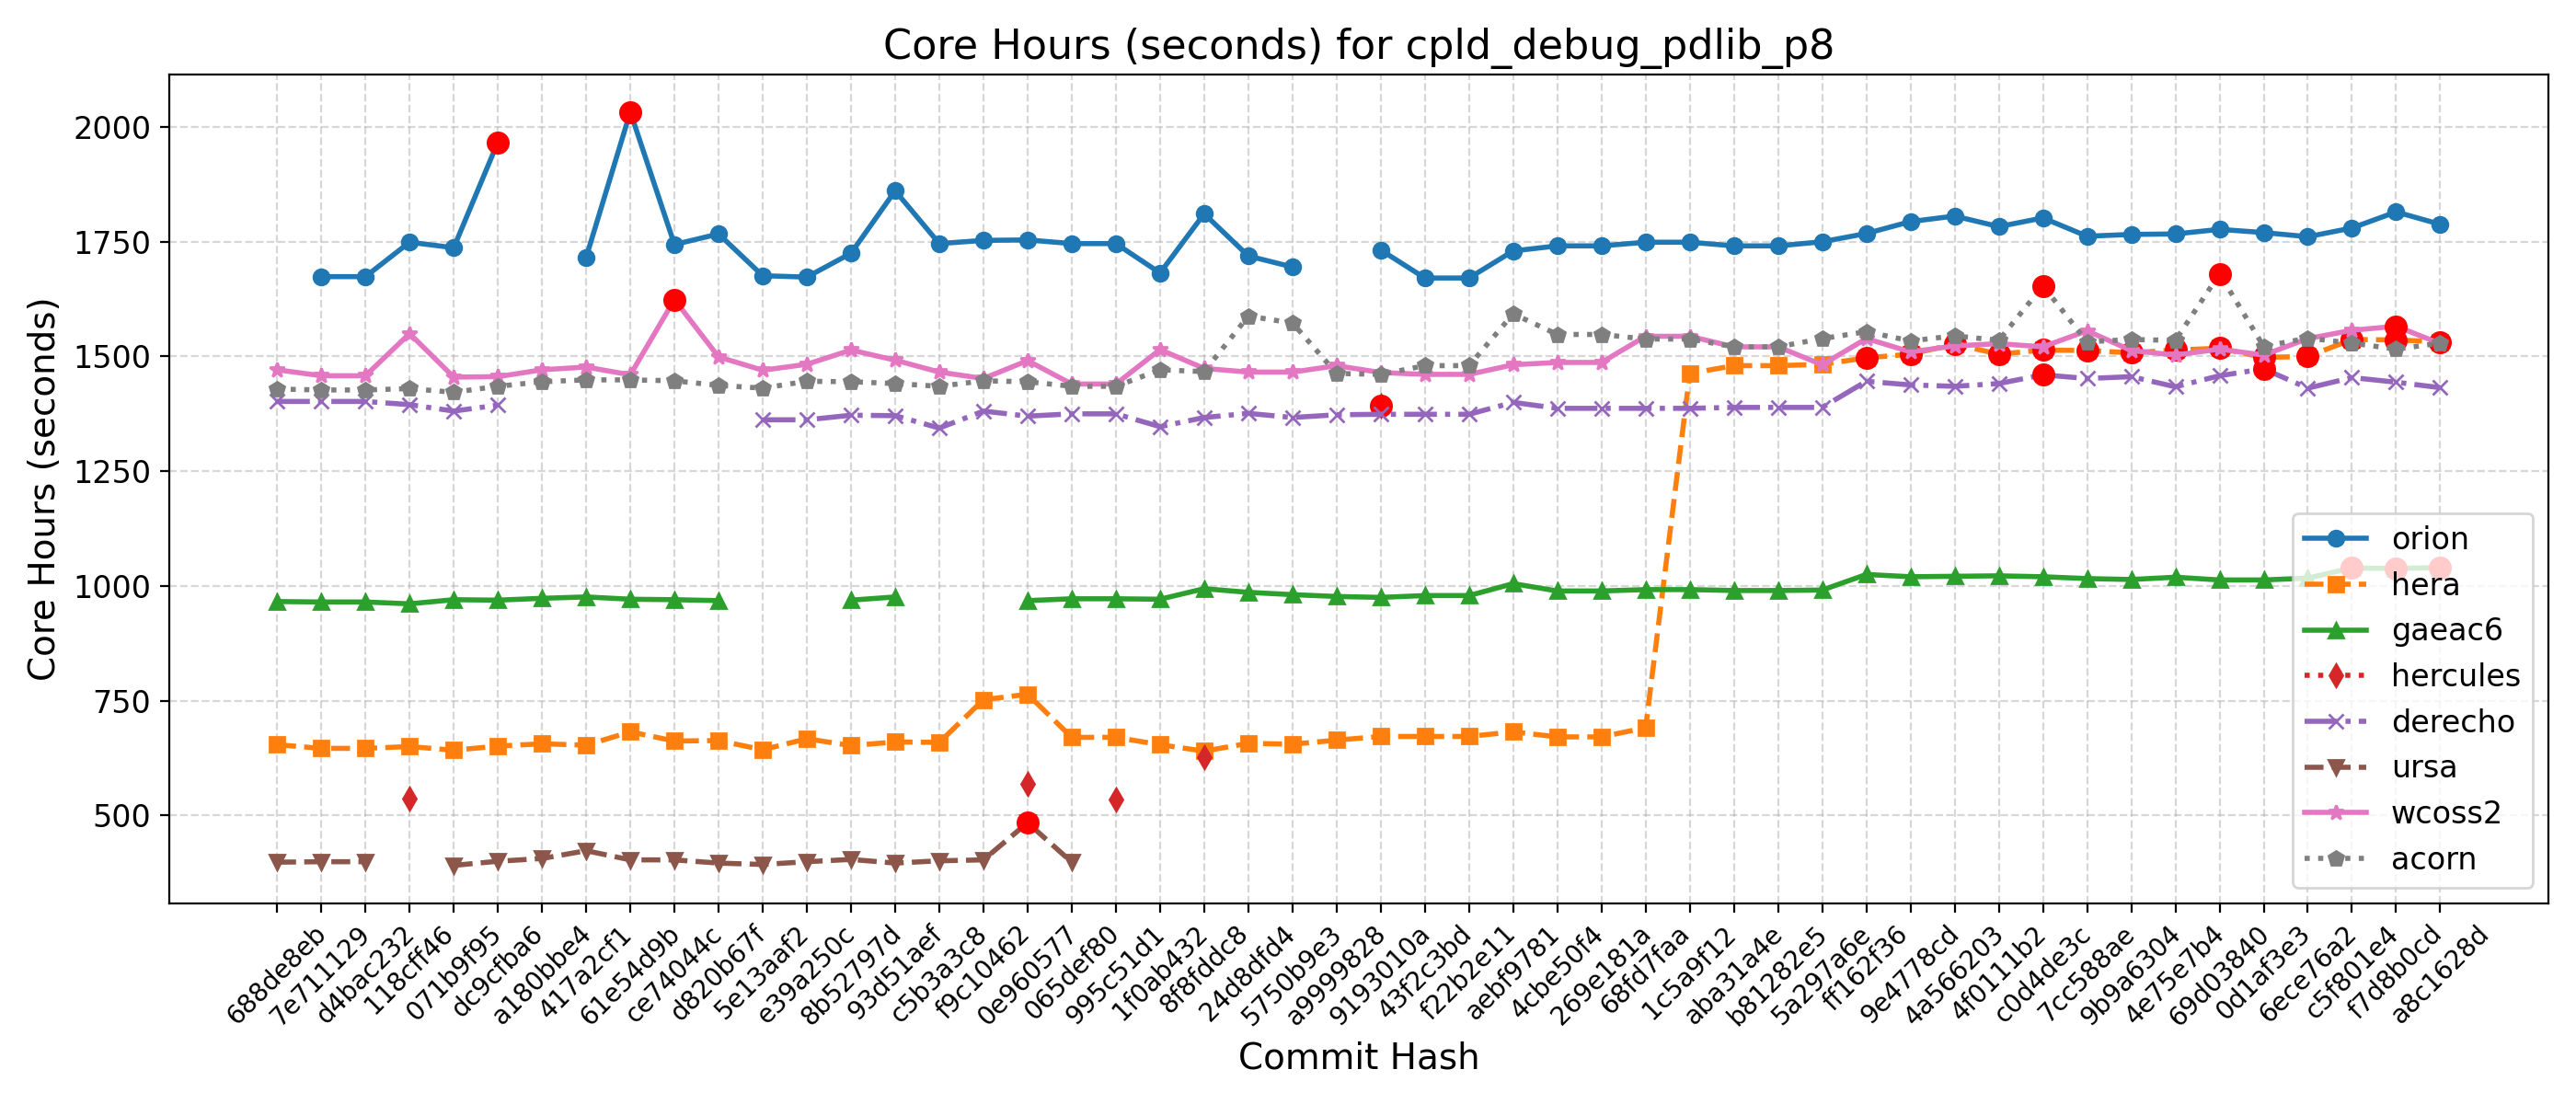 Core Hours (seconds) for cpld_debug_pdlib_p8
Core Hours (seconds)
2000
1750
1500
1250
1000
750
500
orion
hera
gaeac6
hercules
derecho
ursa
wcoss2
acorn
688de8eb
7e711129
d4bac232
118cff46
071b9f95
dc9cfba6
a180bbe4
417a2cf1
61e54d9b
ce74044c
d820b67f
5e13aaf2
e39a250c
8b52797d
93d51aef
c5b3a3c8
f9c10462
0e960577
065def80
995c51d1
1f0ab432
8f8fddc8
24d8dfd4
5750b9e3
a9999828
9193010a
43f2c3bd
f22b2e11
aebf9781
4cbe50f4
269e181a
68fd7faa
1c5a9f12
aba31a4e
b81282e5
5a297a6e
ff162f36
9e4778cd
4a566203
4f0111b2
c0d4de3c
7cc588ae
9b9a6304
4e75e7b4
69d03840
0d1af3e3
6ece76a2
c5f801e4
f7d8b0cd
a8c1628d
Commit Hash